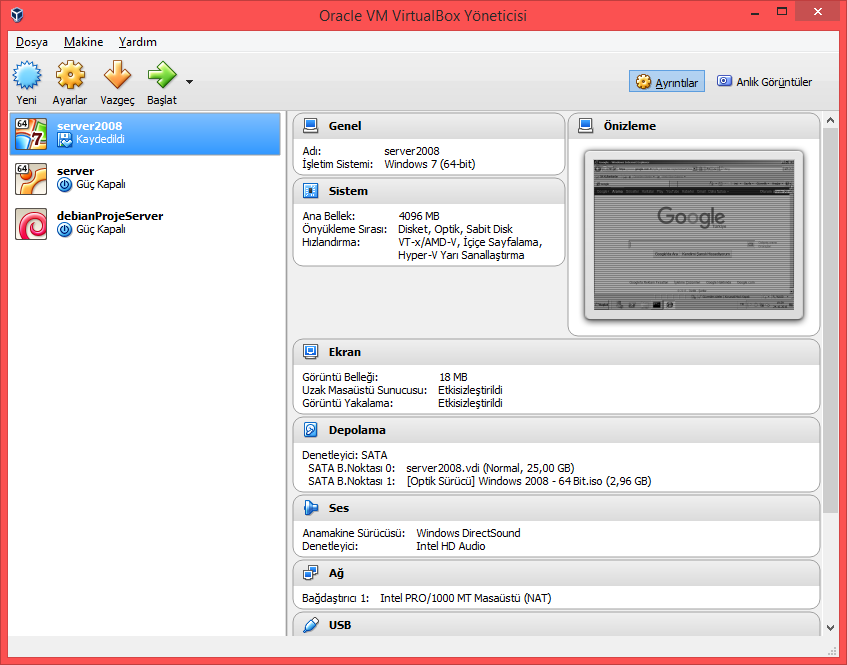 Oracle VM VirtualBox Yöneticisi
Dosya Makine Yardım
Yeni Ayarlar Vazgeç Başlat
Ayrıntılar Anlık Görüntüler
64 server2008
7 Kaydedildi
64 server
Güç Kapalı
debianProjeServer
Güç Kapalı
Genel
Adı: server2008
İşletim Sistemi: Windows 7 (64-bit)
Sistem
Ana Bellek: 4096 MB
Önyükleme Sırası: Disket, Optik, Sabit Disk
Hızlandırma: VT-x/AMD-V, İçiçe Sayfalama,
Hyper-V Yarı Sanallaştırma
Önizleme
Google
Ekran
Görüntü Belleği: 18 MB
Uzak Masaüstü Sunucusu: Etkisizleştirildi
Görüntü Yakalama: Etkisizleştirildi
Depolama
Denetleyici: SATA
SATA B.Noktası 0: server2008.vdi (Normal, 25,00 GB)
SATA B.Noktası 1: [Optik Sürücü] Windows 2008 - 64 Bit.iso (2,96 GB)
Ses
Anamakine Sürücüsü: Windows DirectSound
Denetleyici: Intel HD Audio
Ağ
Bağdaştırıcı 1: Intel PRO/1000 MT Masaüstü (NAT)
USB